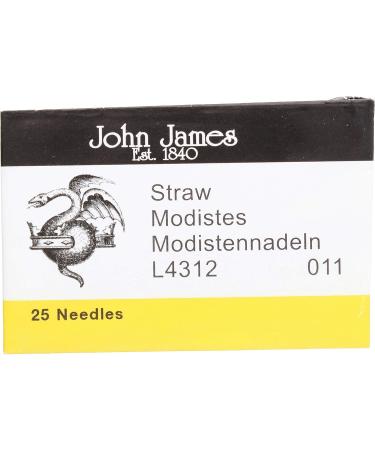 John James
Est. 1840
Straw
Modistes
Modistennadeln
L4312 011
25 Needles